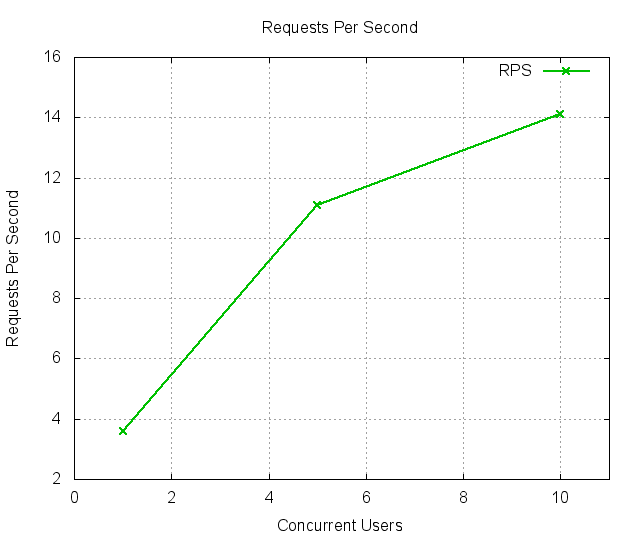 Requests Per Second
RPS
16
14
12
10
8
6
4
2
Requests Per Second
0 2 4 6 8 10
Concurrent Users